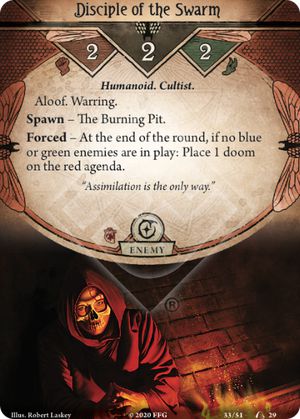 Disciple of the Swarm
2 2 2
Humanoid. Cultist.
Aloof. Warring.
Spawn – The Burning Pit.
Forced – At the end of the round, if no blue
or green enemies are in play: Place 1 doom
on the red agenda.
“Assimilation is the only way.”
ENEMY
®
Illus. Robert Laskey © 2020 FFG 33/51 29